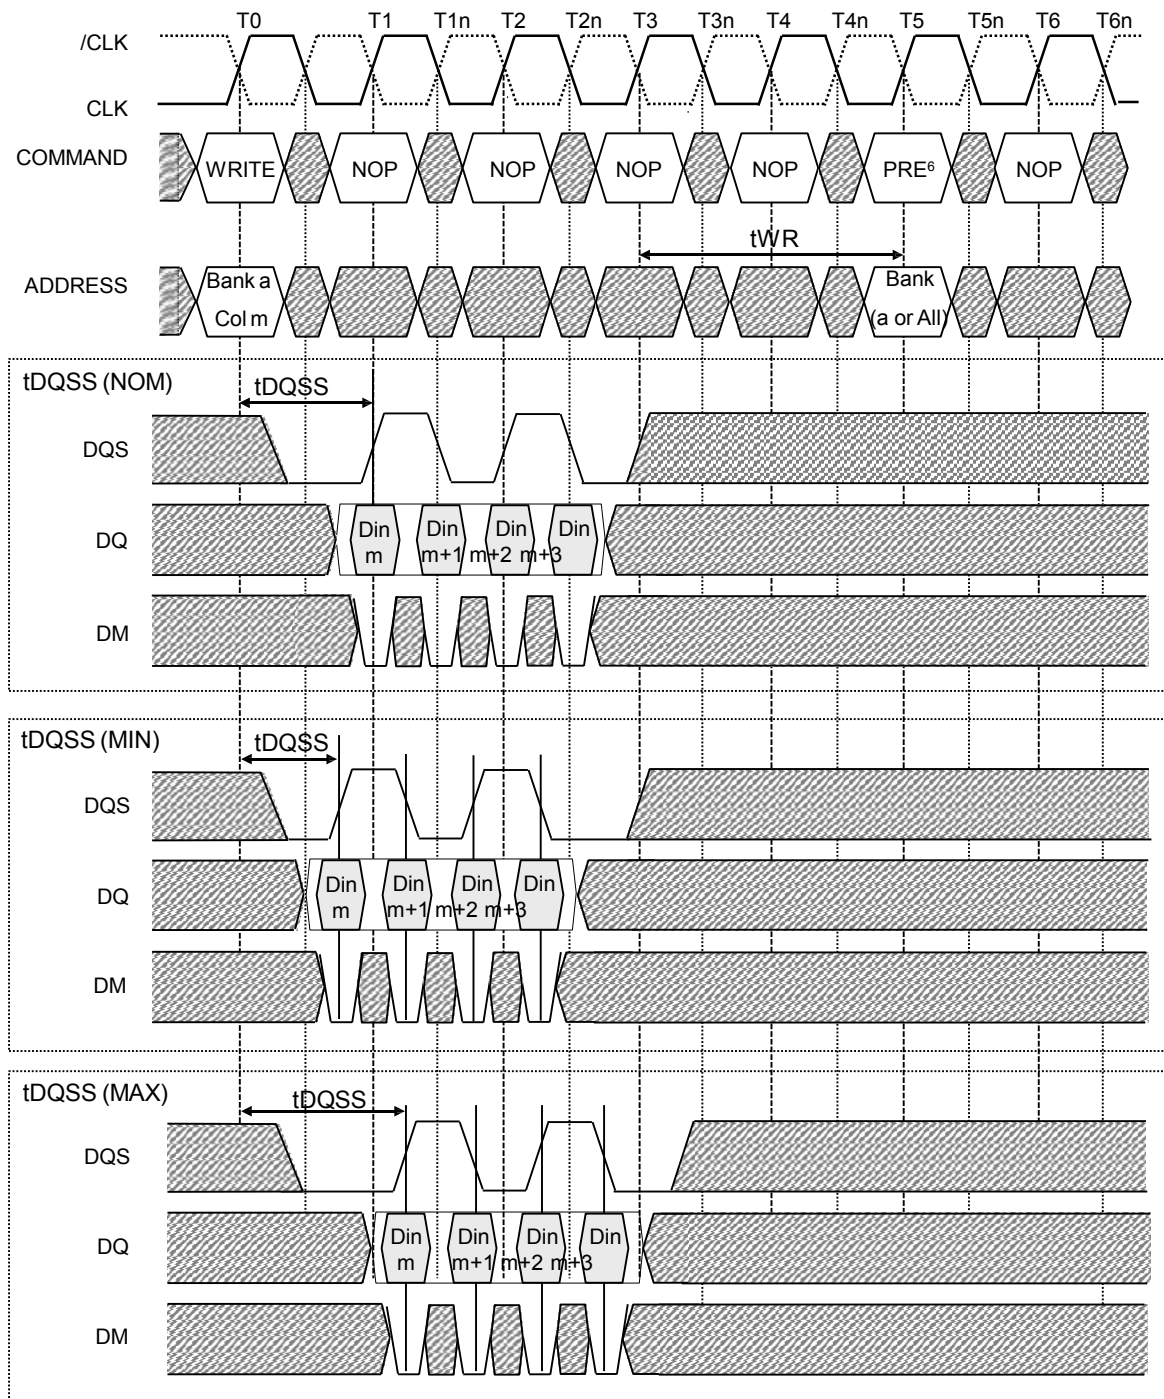 T0 T1 T1n T2 T2n T3 T3n T4 T4n T5 T5n T6 T6n
/CLK
CLK
COMMAND WRITE NOP NOP NOP NOP PRE⁶ NOP
tWR
ADDRESS Bank a Col m Bank (a or All)
tDQSS (NOM)
tDQSS
DQS
DQ Din m Din m+1 Din m+2 Din m+3
DM
tDQSS (MIN)
tDQSS
DQS
DQ Din m Din m+1 Din m+2 Din m+3
DM
tDQSS (MAX)
tDQSS
DQS
DQ Din m Din m+1 Din m+2 Din m+3
DM